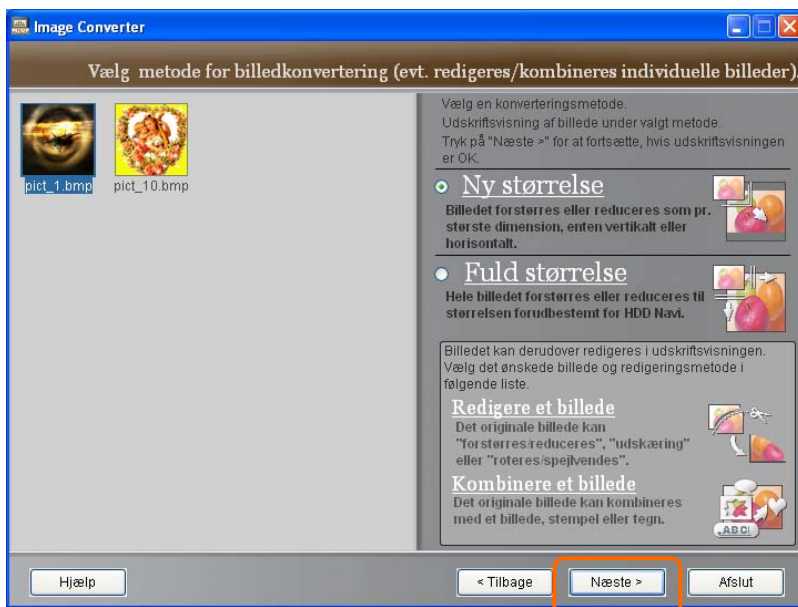 Image Converter
Vælg metode for billedkonvertering (evt. redigeres/kombineres individuelle billeder).
pict_1.bmp
pict_10.bmp
Vælg en konverteringsmetode.
Udskriftsvisning af billede under valgt metode.
Tryk på "Næste >" for at fortsætte, hvis udskriftsvisningen
er OK.
Ny størrelse
Billedet forstørres eller reduceres som pr.
største dimension, enten vertikalt eller
horisontalt.
Fuld størrelse
Hele billedet forstørres eller reduceres til
størrelsen forudbestemt for HDD Navi.
Billedet kan derudover redigeres i udskriftsvisningen.
Vælg det ønskede billede og redigeringsmetode i
følgende liste.
Redigere et billede
Det originale billede kan
"forstørres/reduceres", "udskæring"
eller "roteres/spejlvendes".
Kombinere et billede
Det originale billede kan kombineres
med et billede, stempel eller tegn.
ABC
Hjælp
< Tilbage
Næste >
Afslut